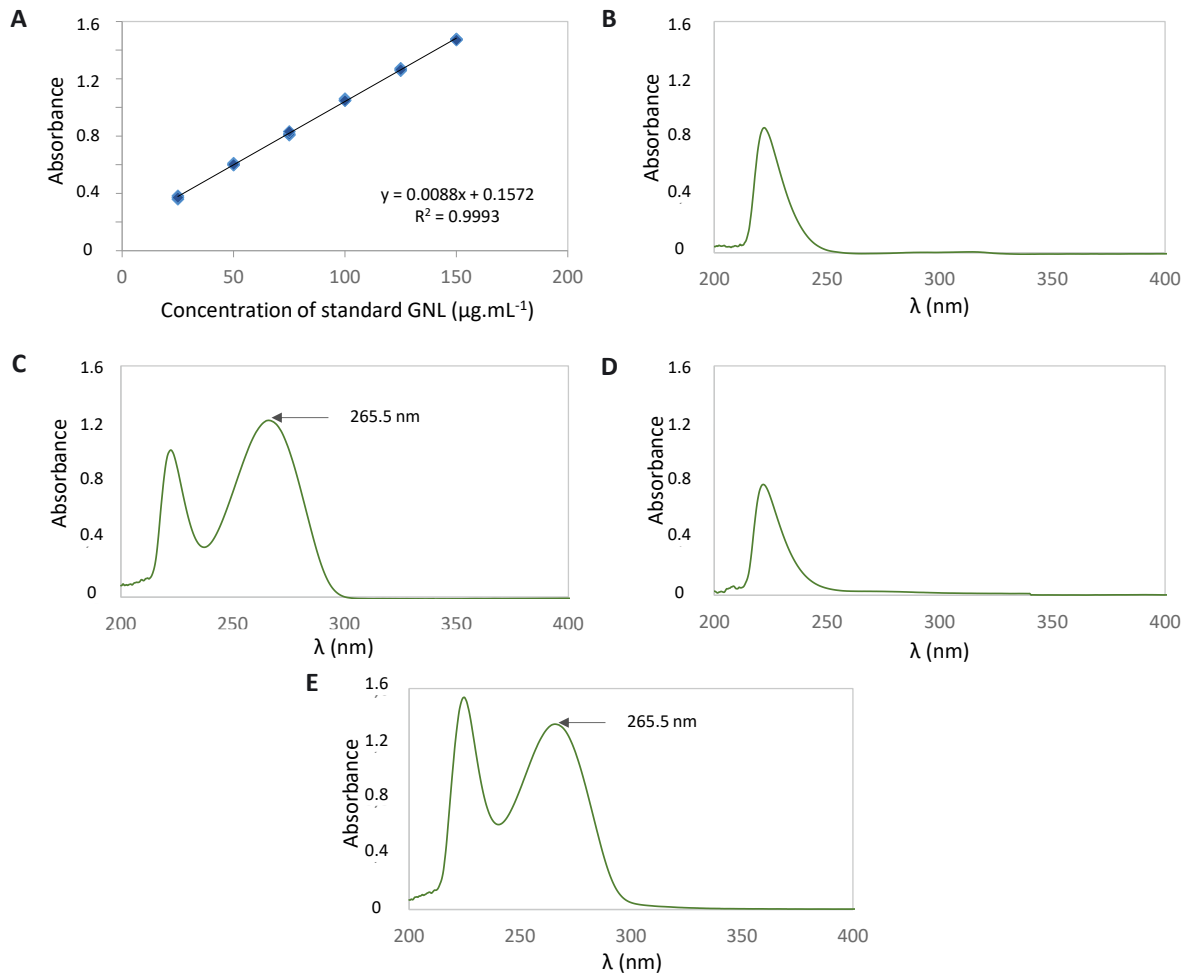 A
1.6
1.2
0.8
0.4
0
Absorbance
y = 0.0088x + 0.1572
R² = 0.9993
0 50 100 150 200
Concentration of standard GNL (µg.mL⁻¹)
B
1.6
1.2
0.8
0.4
0
Absorbance
200 250 300 350 400
λ (nm)
C
1.6
1.2
0.8
0.4
0
Absorbance
265.5 nm
200 250 300 350 400
λ (nm)
D
1.6
1.2
0.8
0.4
0
Absorbance
200 250 300 350 400
λ (nm)
E
1.6
1.2
0.8
0.4
0
Absorbance
265.5 nm
200 250 300 350 400
λ (nm)